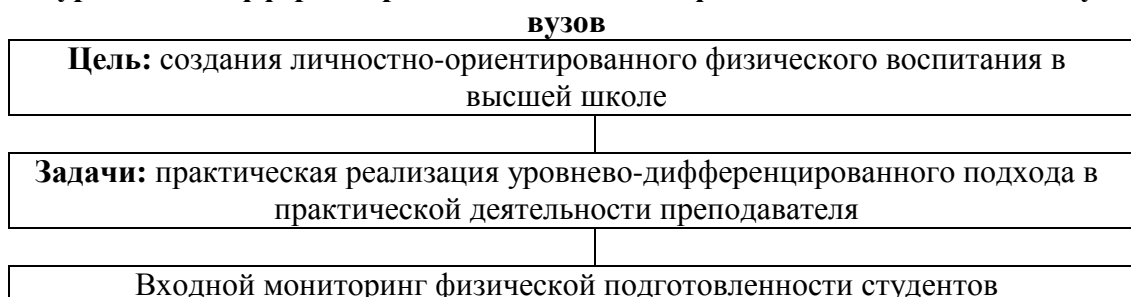 вузов
Цель: создания личностно-ориентированного физического воспитания в
высшей школе
Задачи: практическая реализация уровнево-дифференцированного подхода в
практической деятельности преподавателя
Входной мониторинг физической подготовленности студентов